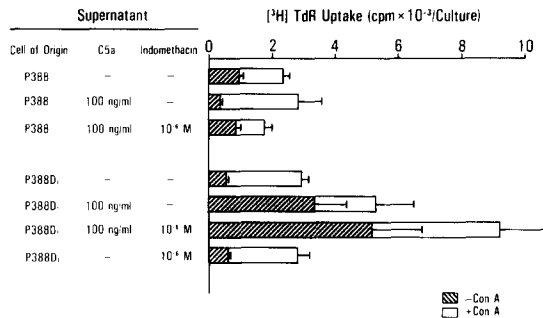 Supernatant
[³H] TdR Uptake (cpm × 10⁻³/Culture)
Cell of Origin C5a Indomethacin
0 2 4 6 8 10
P388 – –
P388 100 ng/ml –
P388 100 ng/ml 10⁻⁶ M
P388D₁ – –
P388D₁ 100 ng/ml –
P388D₁ 100 ng/ml 10⁻⁶ M
P388D₁ – 10⁻⁶ M
–Con A
+Con A